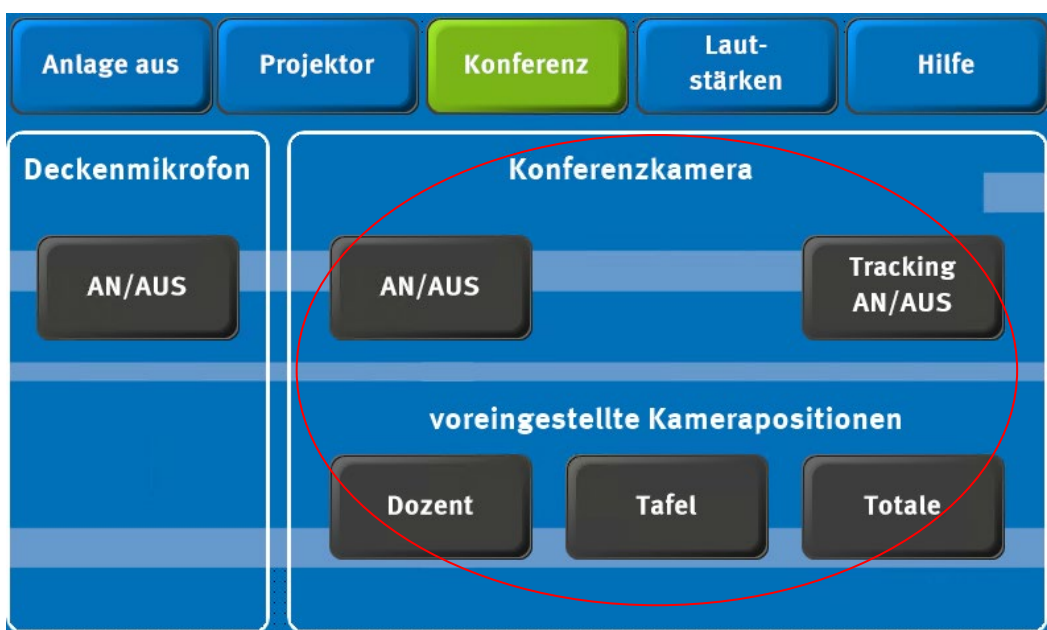 Anlage aus
Projektor
Konferenz
Laut-
stärken
Hilfe
Deckenmikrofon
AN/AUS
Konferenzkamera
AN/AUS
Tracking
AN/AUS
voreingestellte Kamerapositionen
Dozent
Tafel
Totale